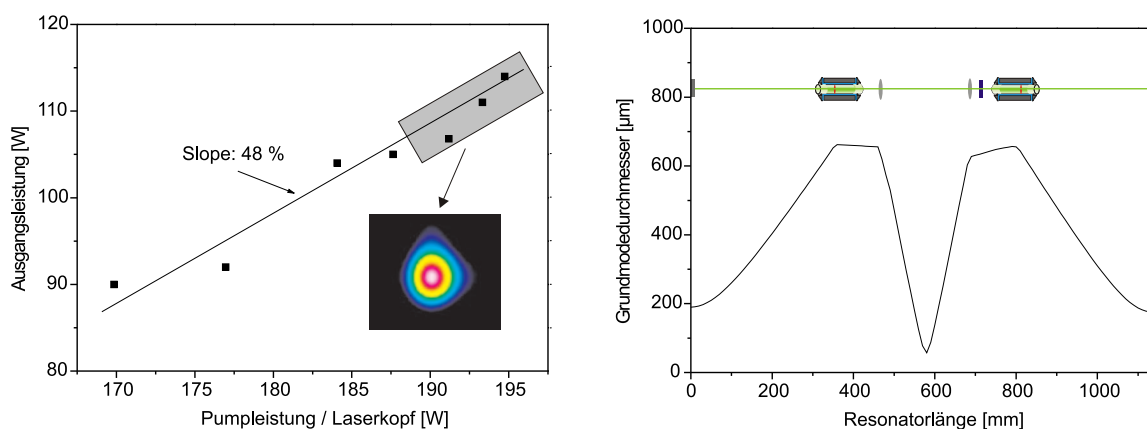 120
110
100
90
80
Ausgangsleistung [W]
Slope: 48 %
170 175 180 185 190 195
Pumpleistung / Laserkopf [W]
1000
800
600
400
200
0
Grundmodedurchmesser [µm]
0 200 400 600 800 1000
Resonatorlänge [mm]